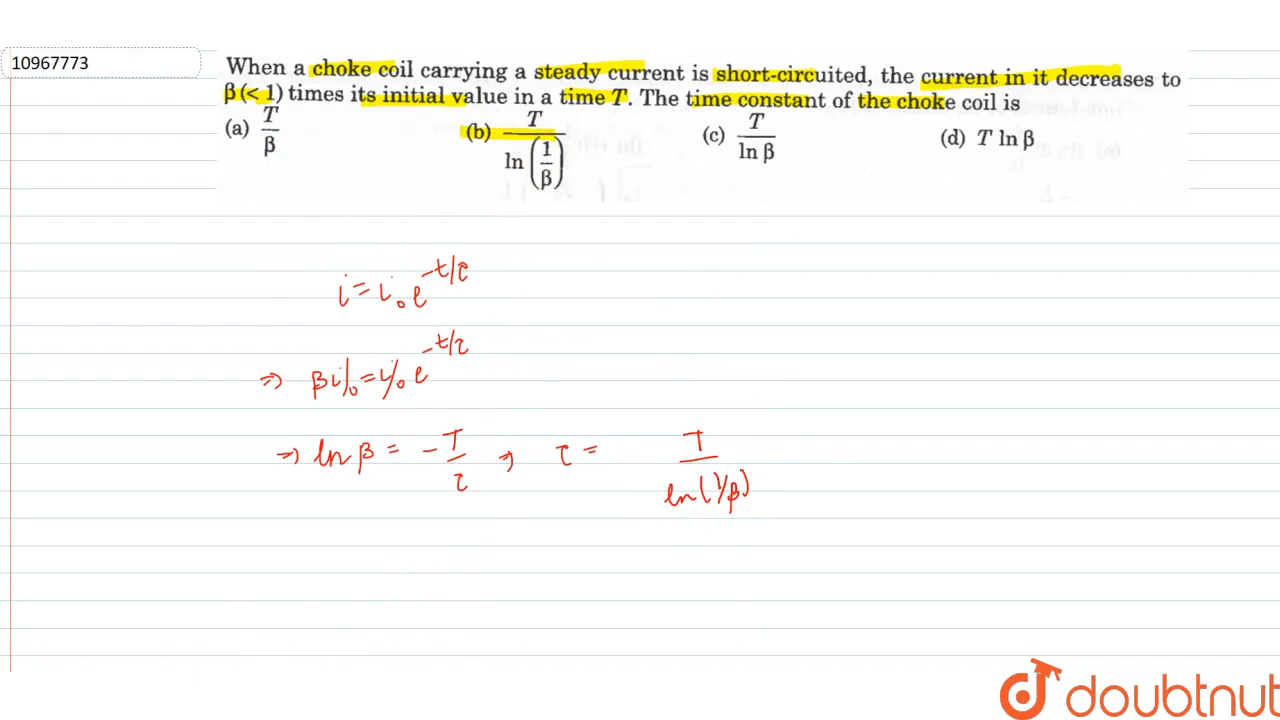 10967773
When a choke coil carrying a steady current is short-circuited, the current in it decreases to
β (< 1) times its initial value in a time T. The time constant of the choke coil is
(a) T/β (b) T/ln(1/β) (c) T/ln β (d) T ln β
i = i₀e^(-t/τ)
⇒ βi₀ = i₀e^(-t/τ)
⇒ ln β = -T/τ ⇒ τ = T/ln(1/β)
doubtnut